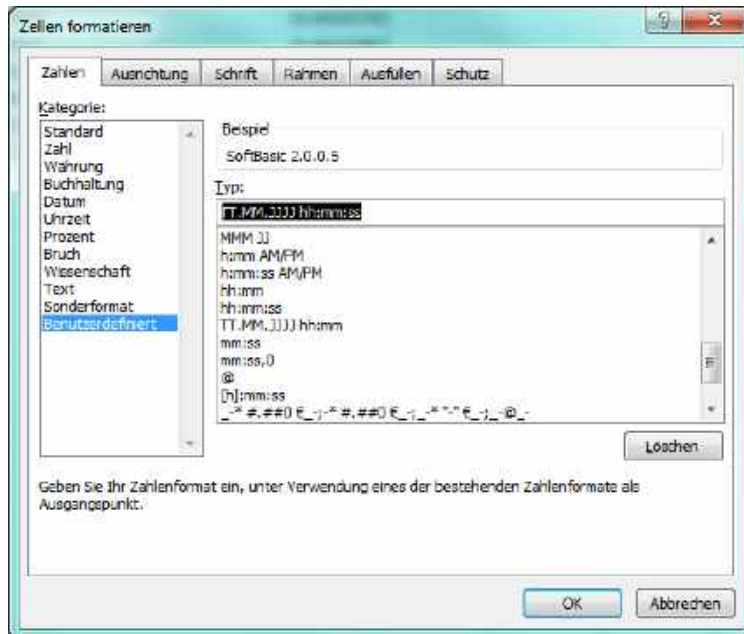 Zellen formatieren
Zahlen Ausrichtung Schrift Rahmen Ausfüllen Schutz
Kategorie:
Standard
Zahl
Währung
Buchhaltung
Datum
Uhrzeit
Prozent
Bruch
Wissenschaft
Text
Sonderformat
Benutzerdefiniert
Beispiel
SoftBasic 2.0.0.5
Typ:
TT.MM.JJJJ hh:mm:ss
MMM JJ
h:mm AM/PM
h:mm:ss AM/PM
hh:mm
hh:mm:ss
TT.MM.JJJJ hh:mm
mm:ss
mm:ss,0
@
[h]:mm:ss
_-* #.##0 €_-;-* #.##0 €_-;_-* "-" €_-;_-@_-
Löschen
Geben Sie Ihr Zahlenformat ein, unter Verwendung eines der bestehenden Zahlenformate als
Ausgangspunkt.
OK Abbrechen